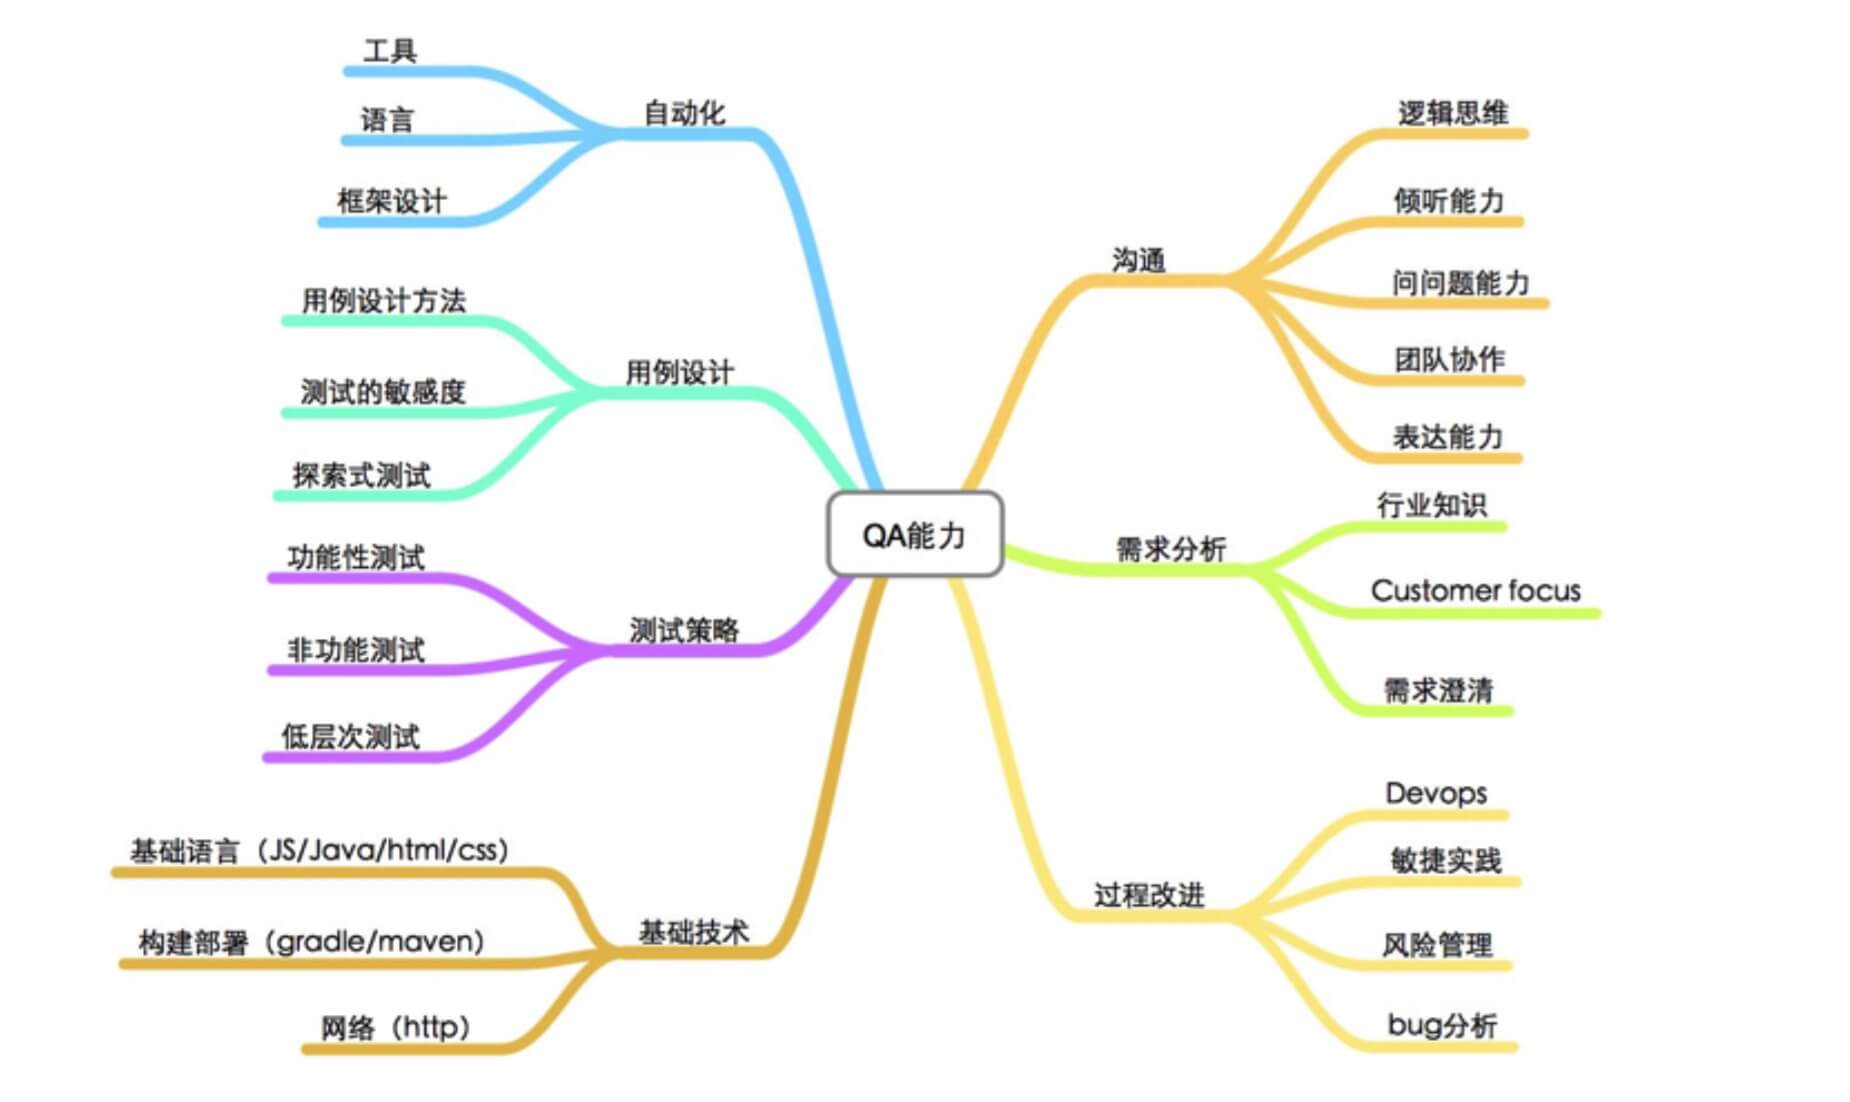 QA能力
自动化
工具
语言
框架设计
用例设计
用例设计方法
测试的敏感度
探索式测试
测试策略
功能性测试
非功能测试
低层次测试
基础技术
基础语言（JS/Java/html/css）
构建部署（gradle/maven）
网络（http）
沟通
逻辑思维
倾听能力
问问题能力
团队协作
表达能力
需求分析
行业知识
Customer focus
需求澄清
过程改进
Devops
敏捷实践
风险管理
bug分析